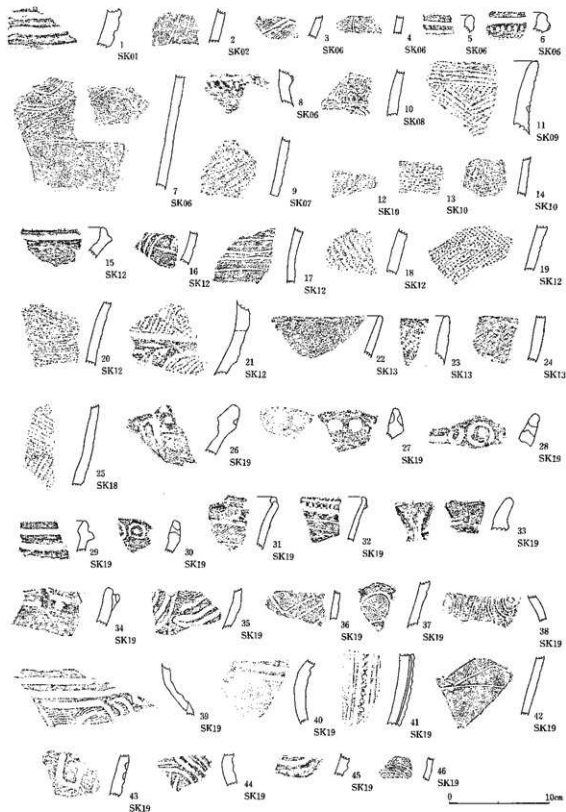 1
SK01
2
SK02
3
SK06
4
SK06
5
SK06
6
SK06
7
SK06
8
SK06
9
SK07
10
SK08
11
SK09
12
SK10
13
SK10
14
SK10
15
SK12
16
SK12
17
SK12
18
SK12
19
SK12
20
SK12
21
SK12
22
SK13
23
SK13
24
SK13
25
SK18
26
SK19
27
SK19
28
SK19
29
SK19
30
SK19
31
SK19
32
SK19
33
SK19
34
SK19
35
SK19
36
SK19
37
SK19
38
SK19
39
SK19
40
SK19
41
SK19
42
SK19
43
SK19
44
SK19
45
SK19
46
SK19
0 10cm